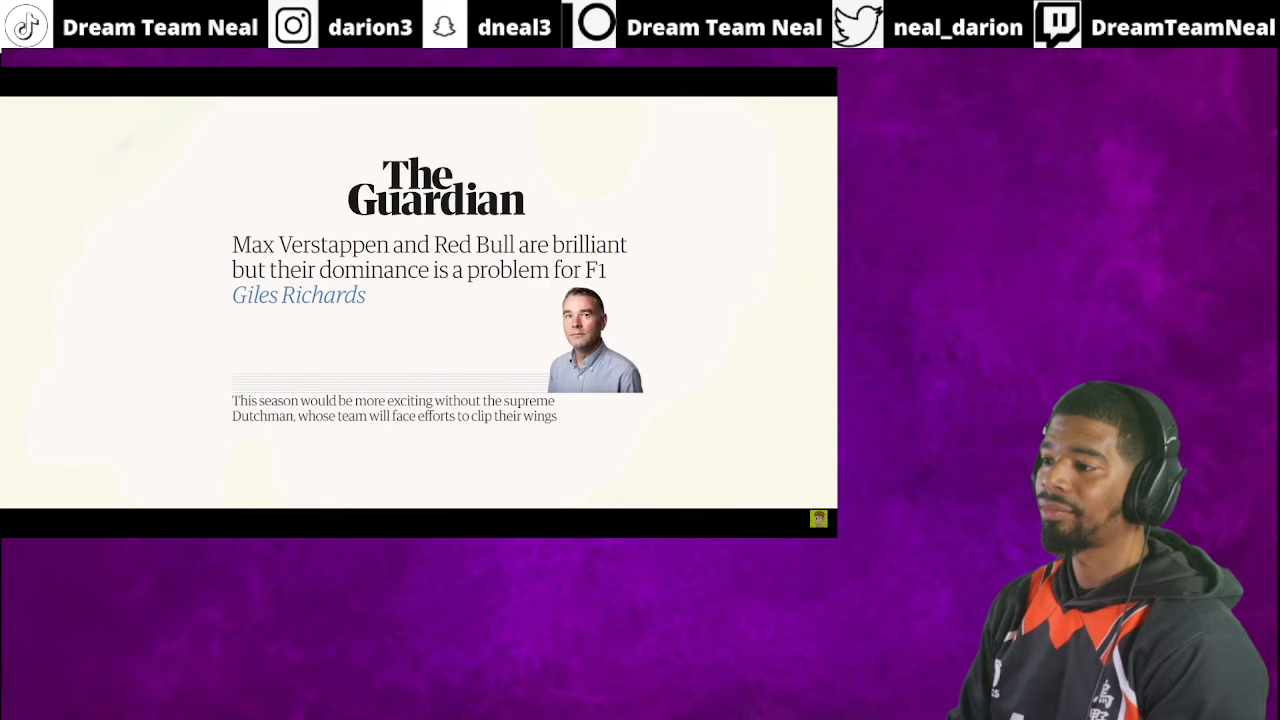 Dream Team Neal darion3 dneal3 Dream Team Neal neal_darion DreamTeamNeal
The
Guardian
Max Verstappen and Red Bull are brilliant
but their dominance is a problem for F1
Giles Richards
This season would be more exciting without the supreme
Dutchman, whose team will face efforts to clip their wings